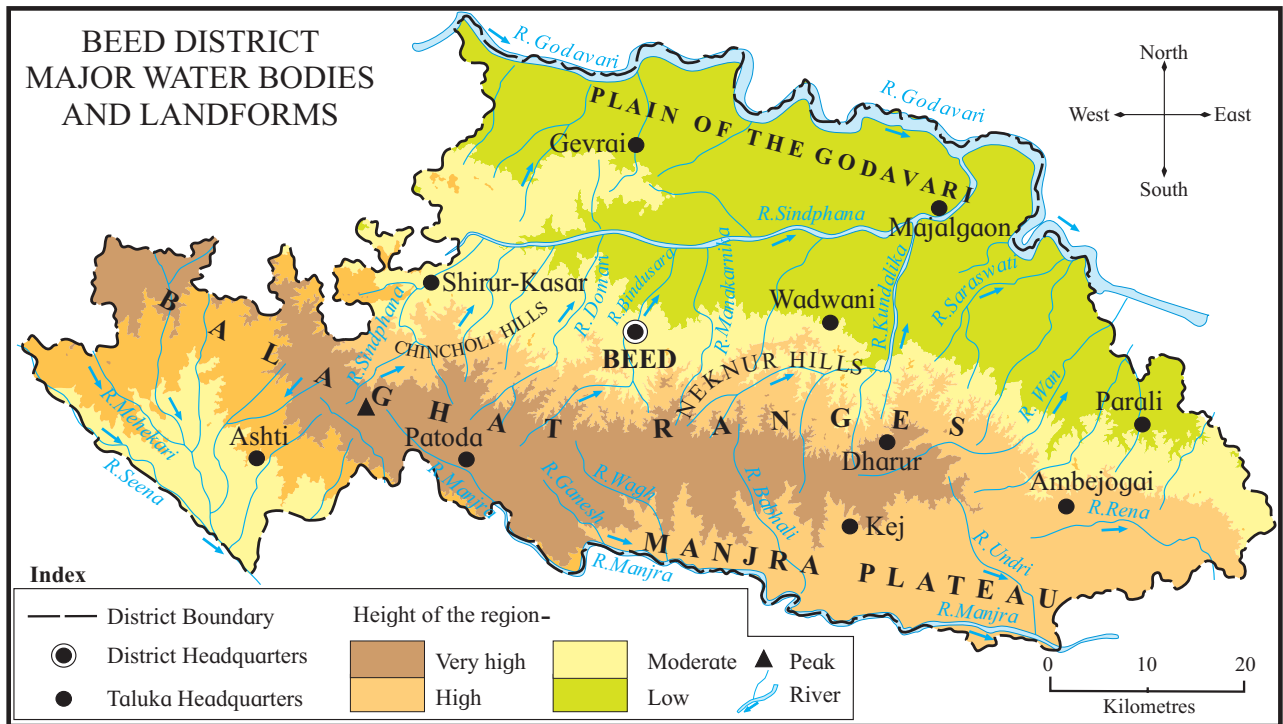 BEED DISTRICT
MAJOR WATER BODIES
AND LANDFORMS
R.Godavari
R.Godavari
North
West
East
South
PLAIN OF THE GODAVARI
Gevrai
R.Sindphana
Majalgaon
Shirur-Kasar
R.Sindphana
CHINCHOLI HILLS
R.Domari
R.Bindusara
R.Manakarnika
Wadwani
R.Kundalika
R.Saraswati
BEED
NEKNUR HILLS
BALAGHAT RANGES
R.Wan
Parali
R.Mehekari
Ashti
Patoda
Dharur
R.Seena
R.Manjra
R.Ganesh
R.Wagh
R.Babhali
Ambejogai
R.Rena
Kej
R.Undri
MANJRA PLATEAU
R.Manjra
R.Manjra
Index
District Boundary
District Headquarters
Taluka Headquarters
Height of the region-
Very high
High
Moderate
Low
Peak
River
0 10 20
Kilometres